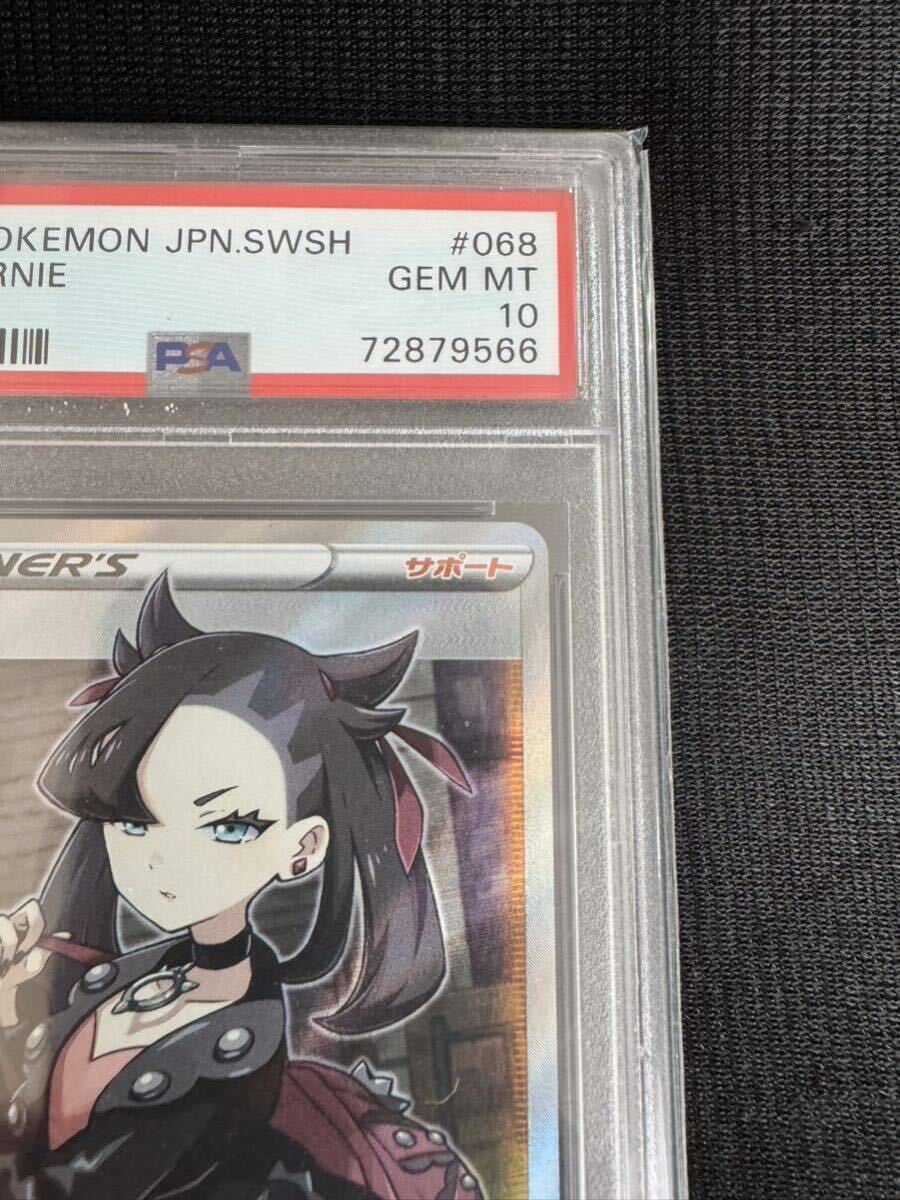 OKEMON JPN.SWSH #068
RNIE GEM MT
10
PSA 72879566
NER'S サポート